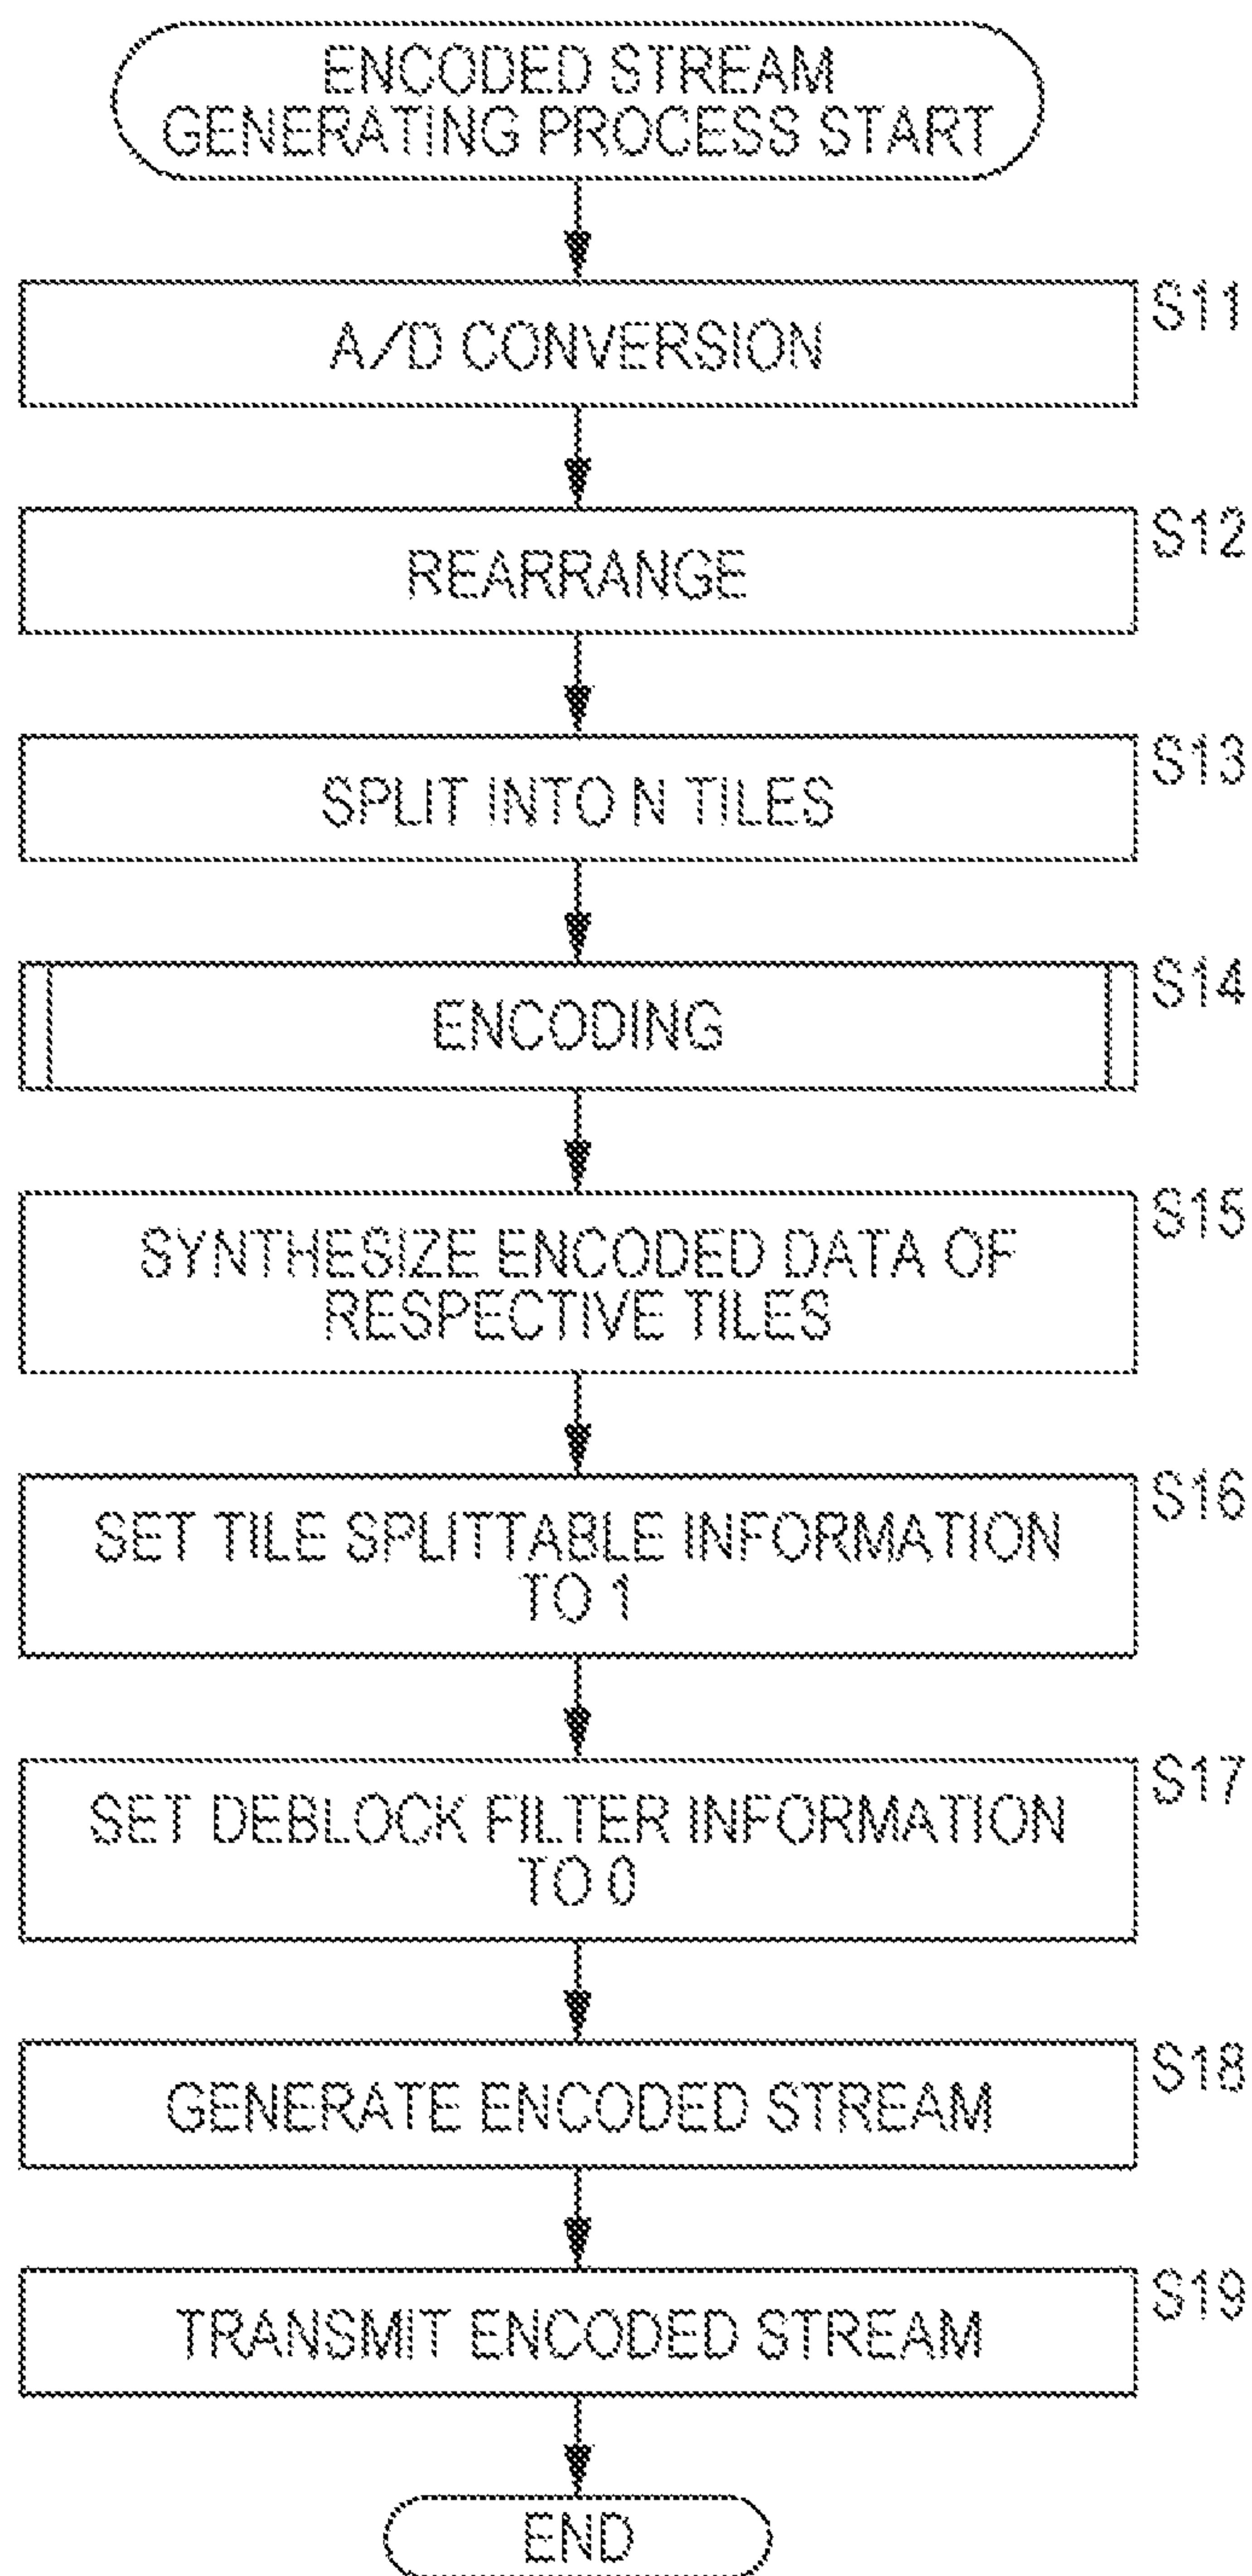 ENCODED STREAM
GENERATING PROCESS START
S11
A/D CONVERSION
S12
REARRANGE
S13
SPLIT INTO N TILES
S14
ENCODING
S15
SYNTHESIZE ENCODED DATA OF
RESPECTIVE TILES
S16
SET TILE SPLITTABLE INFORMATION
TO 1
S17
SET DEBLOCK FILTER INFORMATION
TO 0
S18
GENERATE ENCODED STREAM
S19
TRANSMIT ENCODED STREAM
END